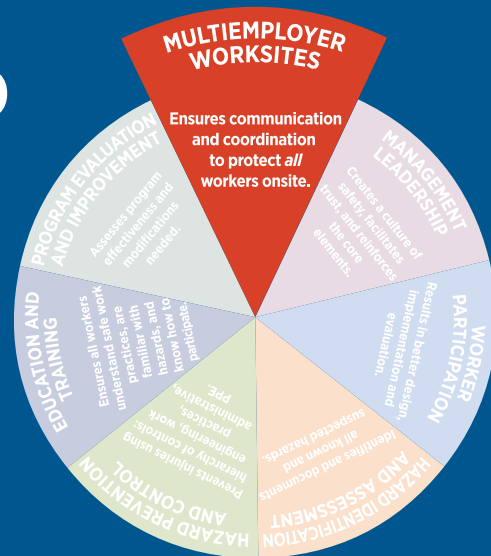 MULTIEMPLOYER
WORKSITES
Ensures communication
and coordination
to protect all
workers onsite.
MANAGEMENT
LEADERSHIP
Creates a culture of
safety, facilitates
trust, and reinforces
the core
elements.
WORKER
PARTICIPATION
Results in better design,
implementation and
evaluation.
HAZARD IDENTIFICATION
AND ASSESSMENT
Identifies and documents
all known and
suspected hazards.
HAZARD PREVENTION
AND CONTROL
Prevents injuries using
hierarchy of controls:
engineering, work
practices,
administrative,
PPE.
EDUCATION AND
TRAINING
Ensures all workers
understand safe work
practices, are
familiar with
hazards, and
know how to
participate.
PROGRAM EVALUATION
AND IMPROVEMENT
Assesses program
effectiveness and
modifications
needed.